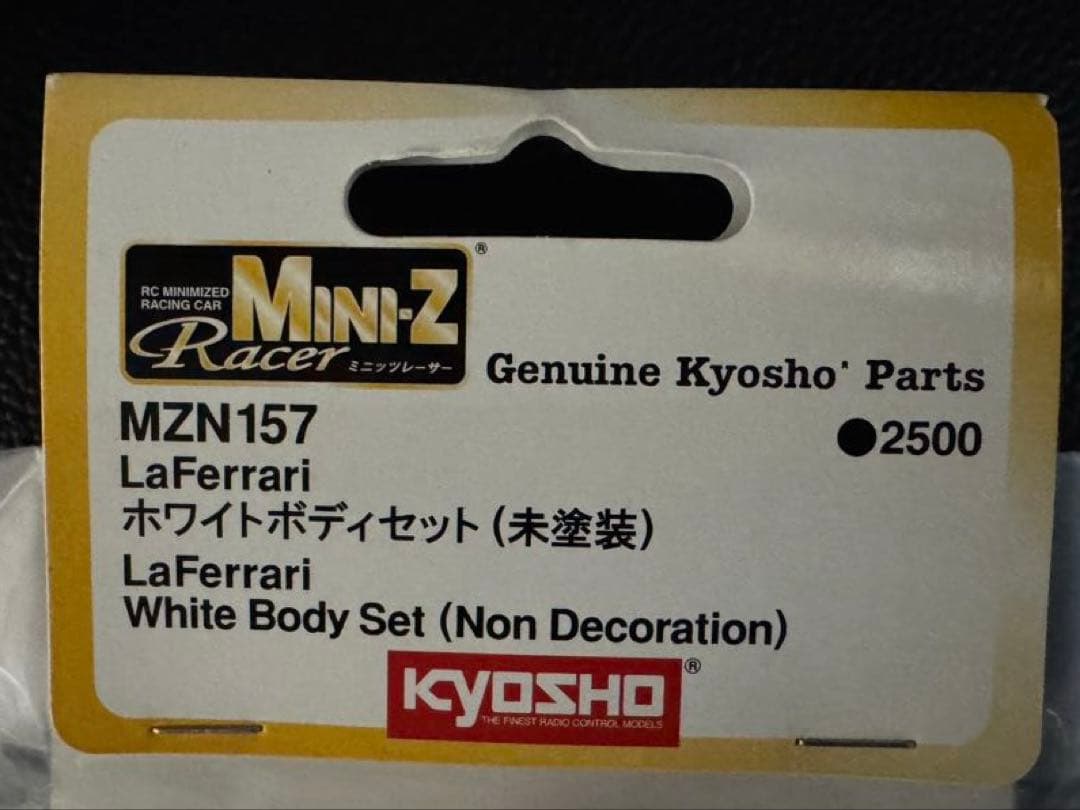 RC MINIMIZED
RACING CAR
MINI-Z
®
Racer
ミニッツレーサー
Genuine Kyosho® Parts
MZN157
●2500
LaFerrari
ホワイトボディセット (未塗装)
LaFerrari
White Body Set (Non Decoration)
KYOSHO
®
THE FINEST RADIO CONTROL MODELS